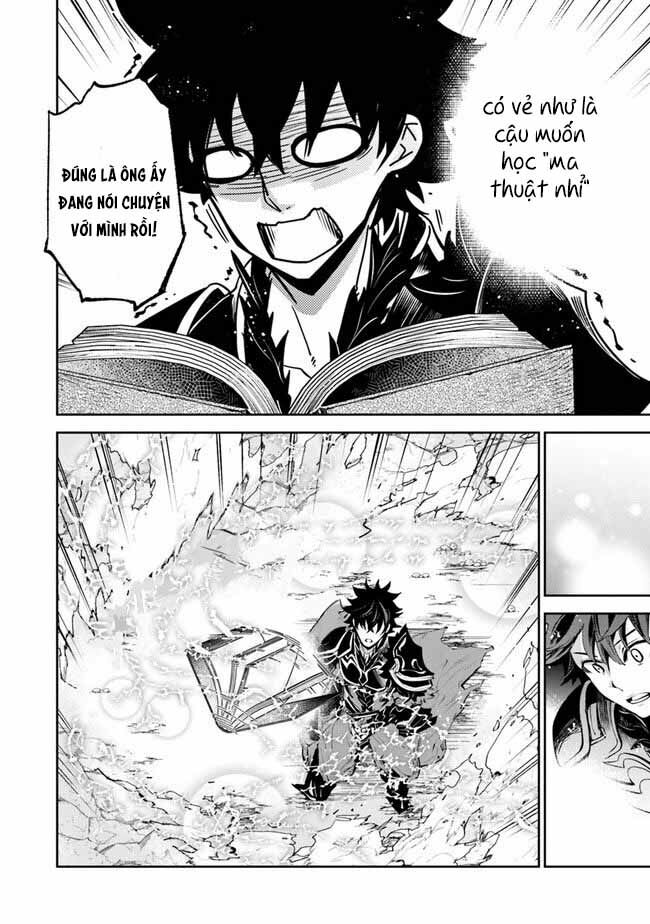 có vẻ như là
cậu muốn
học "ma
thuật nhỉ"
ĐÚNG LÀ ÔNG ẤY
ĐANG NÓI CHUYỆN
VỚI MÌNH RỒI!